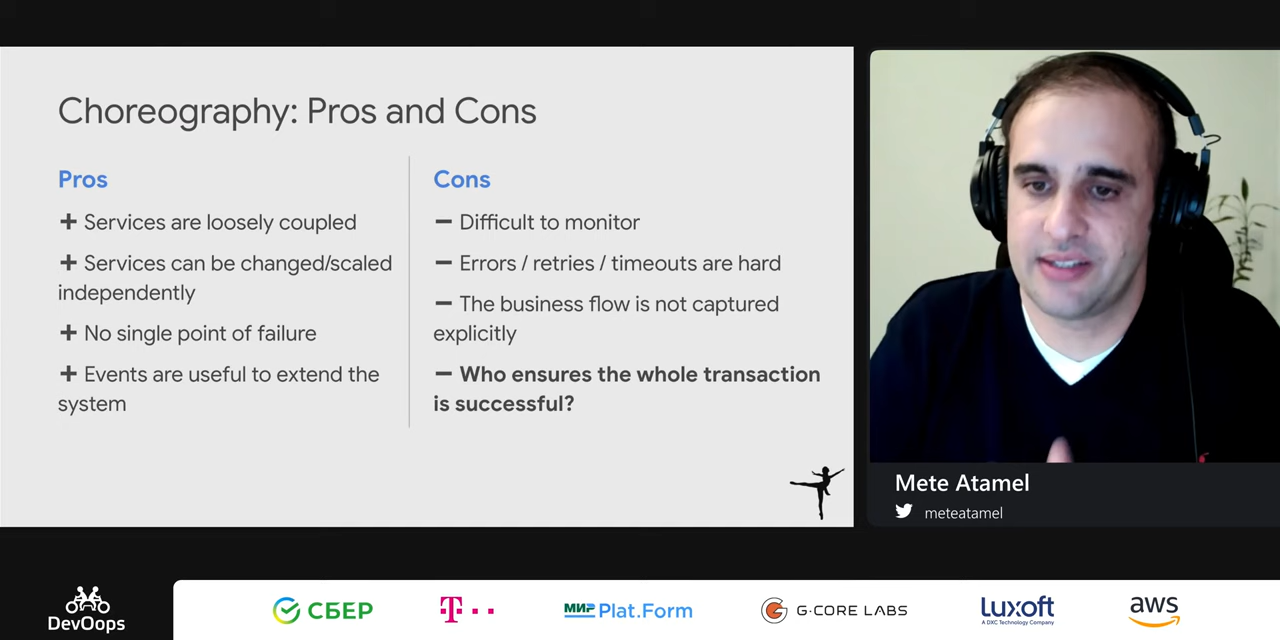 Choreography: Pros and Cons
Pros
+ Services are loosely coupled
+ Services can be changed/scaled
independently
+ No single point of failure
+ Events are useful to extend the
system
Cons
– Difficult to monitor
– Errors / retries / timeouts are hard
– The business flow is not captured
explicitly
– Who ensures the whole transaction
is successful?
Mete Atamel
meteatamel
DevOops
СБЕР
T
МИР Plat.Form
G·CORE LABS
luxoft
A DXC Technology Company
aws